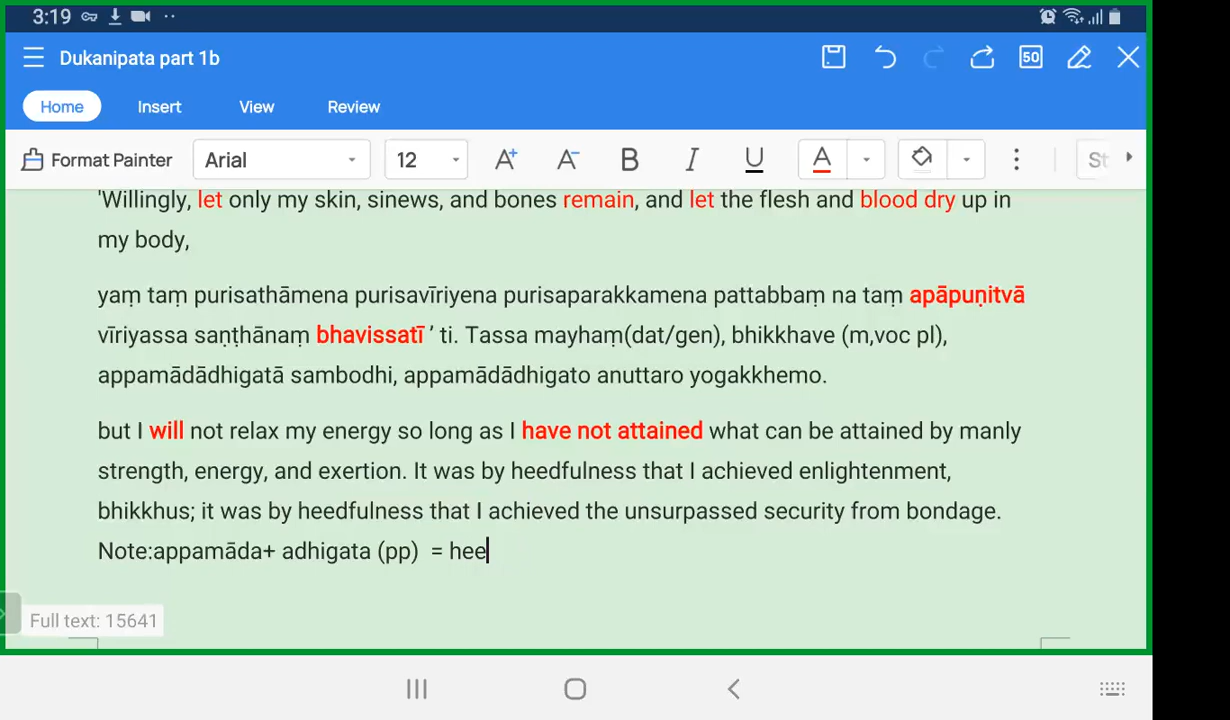 3:19
Dukanipata part 1b
50
Home Insert View Review
Format Painter Arial 12 A+ A- B I U A St
'Willingly, let only my skin, sinews, and bones remain, and let the flesh and blood dry up in
my body,
yaṃ taṃ purisathāmena purisavīriyena purisaparakkamena pattabbaṃ na taṃ apāpuṇitvā
vīriyassa saṇṭhānaṃ bhavissatī ’ ti. Tassa mayhaṃ(dat/gen), bhikkhave (m,voc pl),
appamādādhigatā sambodhi, appamādādhigato anuttaro yogakkhemo.
but I will not relax my energy so long as I have not attained what can be attained by manly
strength, energy, and exertion. It was by heedfulness that I achieved enlightenment,
bhikkhus; it was by heedfulness that I achieved the unsurpassed security from bondage.
Note:appamāda+ adhigata (pp) = hee
Full text: 15641